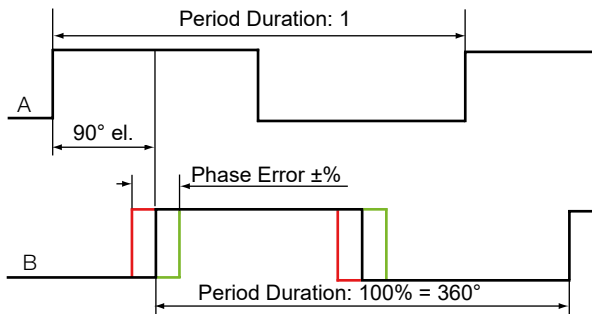 Period Duration: 1
A
90° el.
Phase Error ±%
B
Period Duration: 100% = 360°